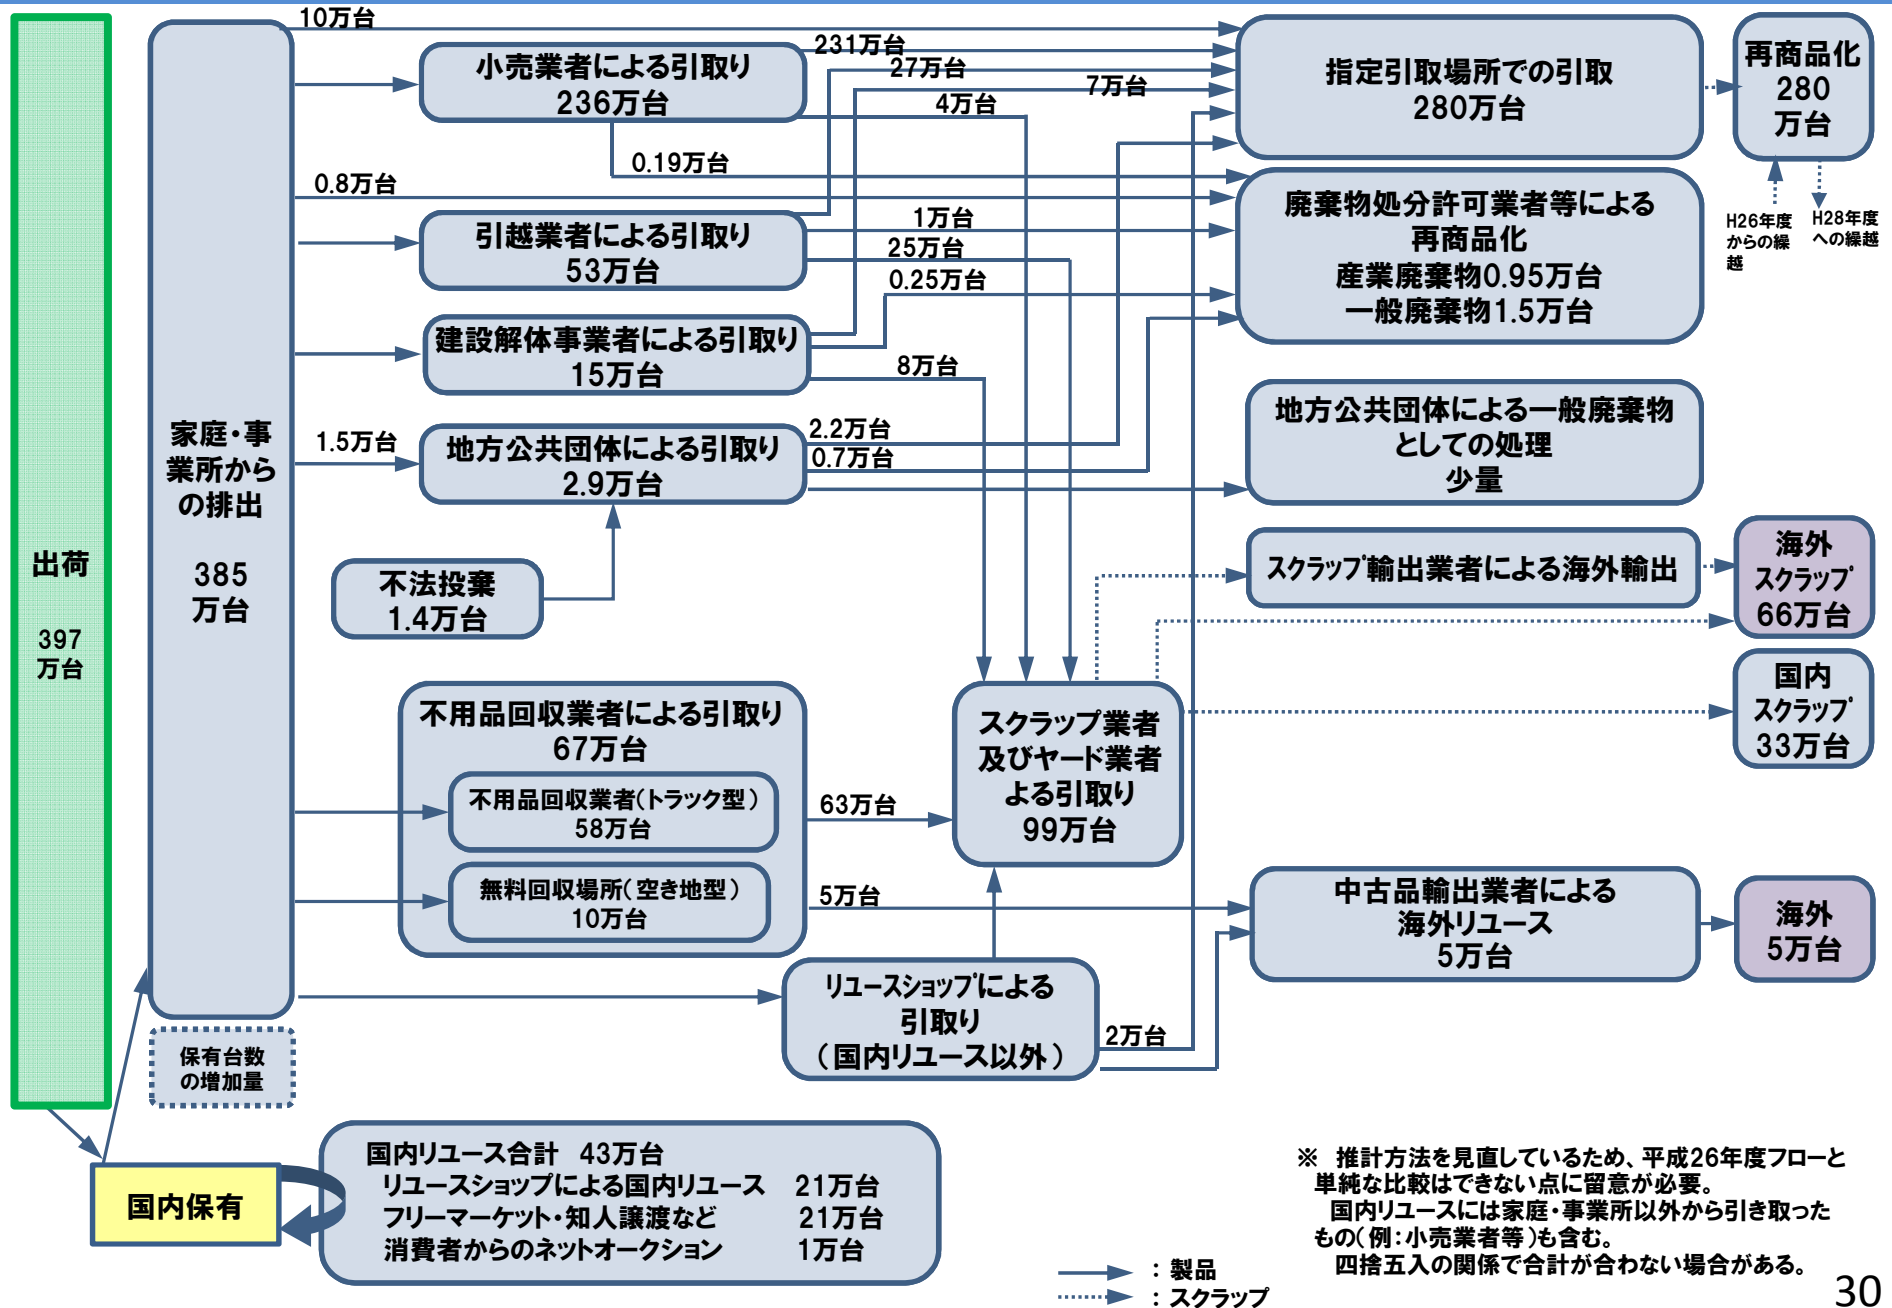 出荷
397
万台
家庭・事
業所から
の排出
385
万台
保有台数
の増加量
国内保有
10万台
小売業者による引取り
236万台
231万台
27万台
7万台
4万台
0.19万台
0.8万台
引越業者による引取り
53万台
1万台
25万台
0.25万台
建設解体事業者による引取り
15万台
8万台
1.5万台
地方公共団体による引取り
2.9万台
2.2万台
0.7万台
不法投棄
1.4万台
不用品回収業者による引取り
67万台
不用品回収業者(トラック型)
58万台
無料回収場所(空き地型)
10万台
63万台
5万台
スクラップ業者
及びヤード業者
よる引取り
99万台
リユースショップによる
引取り
(国内リユース以外)
2万台
指定引取場所での引取
280万台
再商品化
280
万台
H26年度
からの繰
越
H28年度
への繰越
廃棄物処分許可業者等による
再商品化
産業廃棄物0.95万台
一般廃棄物1.5万台
地方公共団体による一般廃棄物
としての処理
少量
スクラップ輸出業者による海外輸出
海外
スクラップ
66万台
国内
スクラップ
33万台
中古品輸出業者による
海外リユース
5万台
海外
5万台
国内リユース合計 43万台
リユースショップによる国内リユース 21万台
フリーマーケット・知人譲渡など 21万台
消費者からのネットオークション 1万台
※ 推計方法を見直しているため、平成26年度フローと
単純な比較はできない点に留意が必要。
国内リユースには家庭・事業所以外から引き取った
もの(例:小売業者等)も含む。
四捨五入の関係で合計が合わない場合がある。
:製品
:スクラップ
30